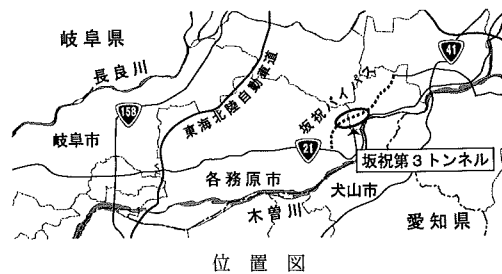 岐阜県
長良川
158
岐阜市
東海北陸自動車道
坂祝バイパス
41
21
坂祝第3トンネル
各務原市
犬山市
木曽川
愛知県
位置図